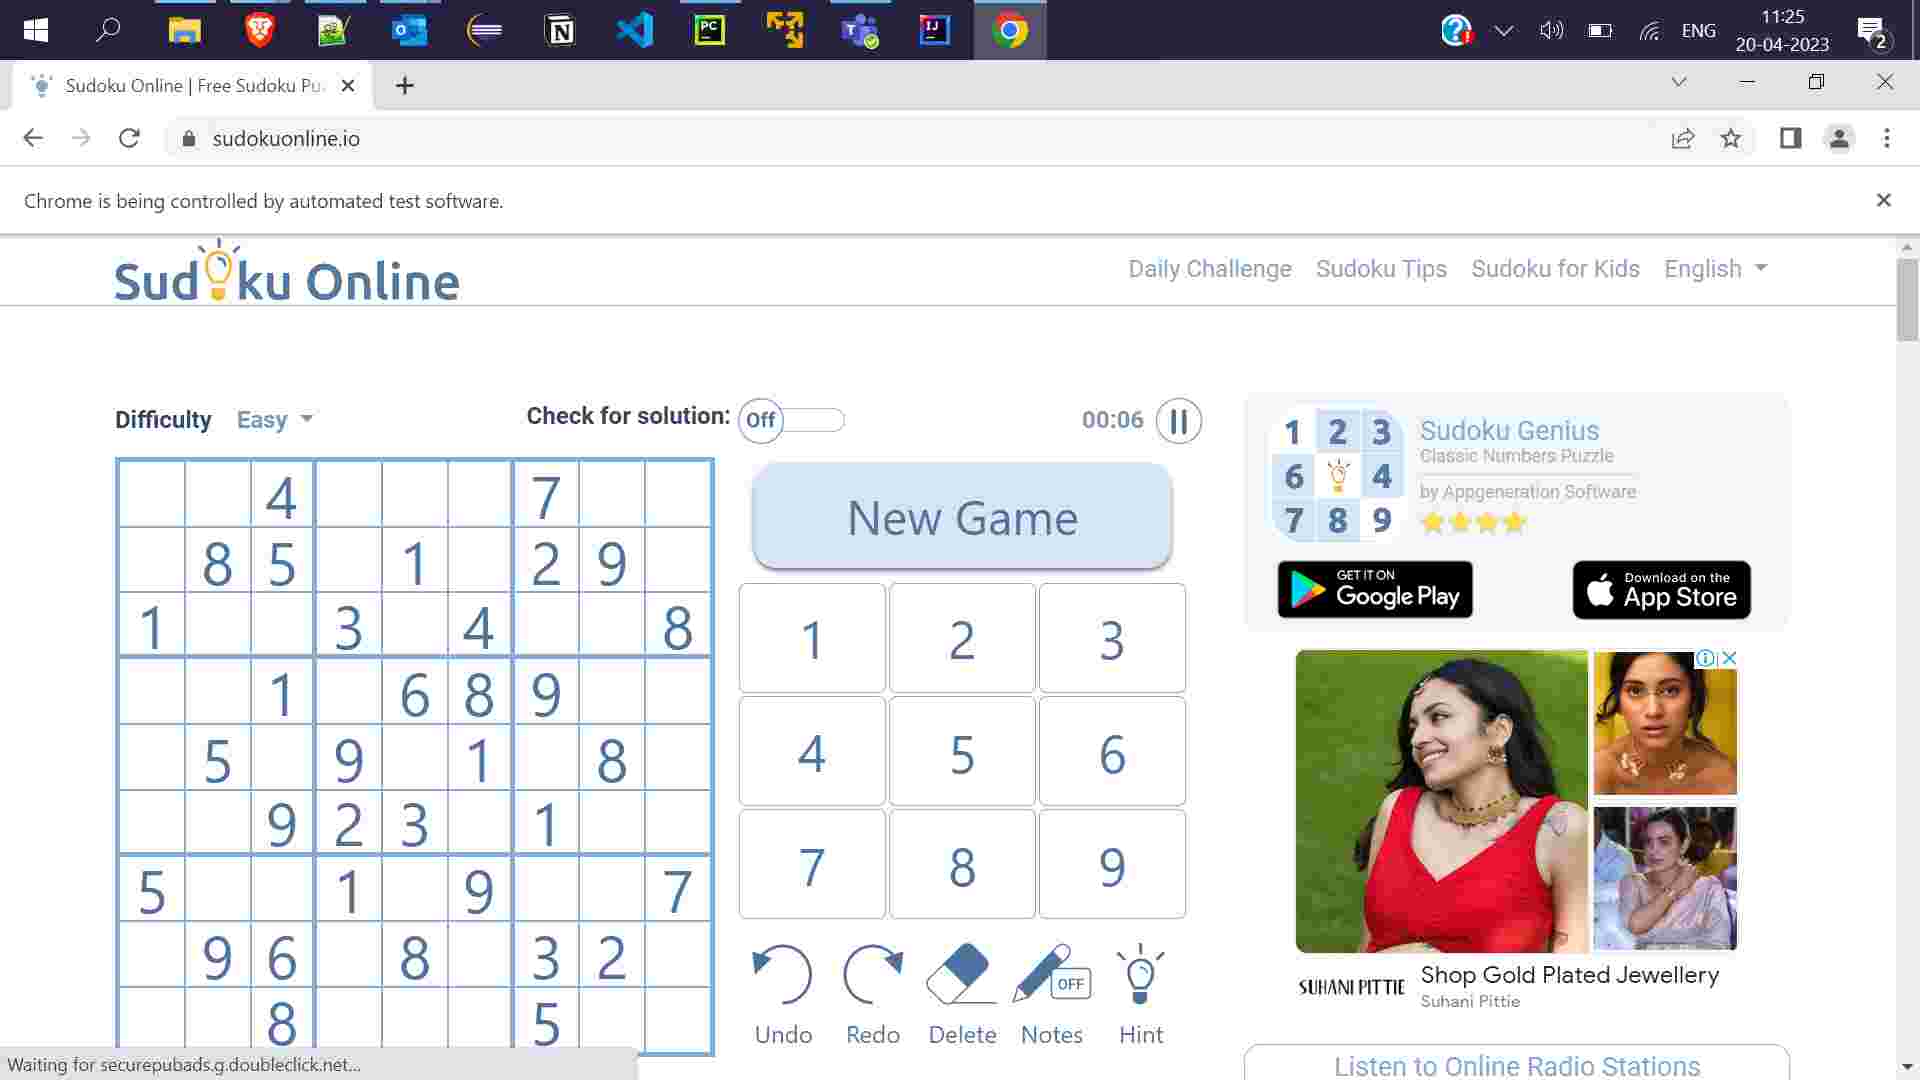 PC
IJ
ENG
11:25
20-04-2023
2
Sudoku Online | Free Sudoku Pu
sudokuonline.io
Chrome is being controlled by automated test software.
Sudoku Online
Daily Challenge Sudoku Tips Sudoku for Kids English
Difficulty Easy
Check for solution: Off
00:06
4 7
8 5 1 2 9
1 3 4 8
1 6 8 9
5 9 1 8
9 2 3 1
5 1 9 7
9 6 8 3 2
8 5
New Game
1 2 3
4 5 6
7 8 9
OFF
Undo Redo Delete Notes Hint
1 2 3
6 4
7 8 9
Sudoku Genius
Classic Numbers Puzzle
by Appgeneration Software
GET IT ON
Google Play
Download on the
App Store
SUHANI PITTIE
Shop Gold Plated Jewellery
Suhani Pittie
Listen to Online Radio Stations
Waiting for securepubads.g.doubleclick.net...